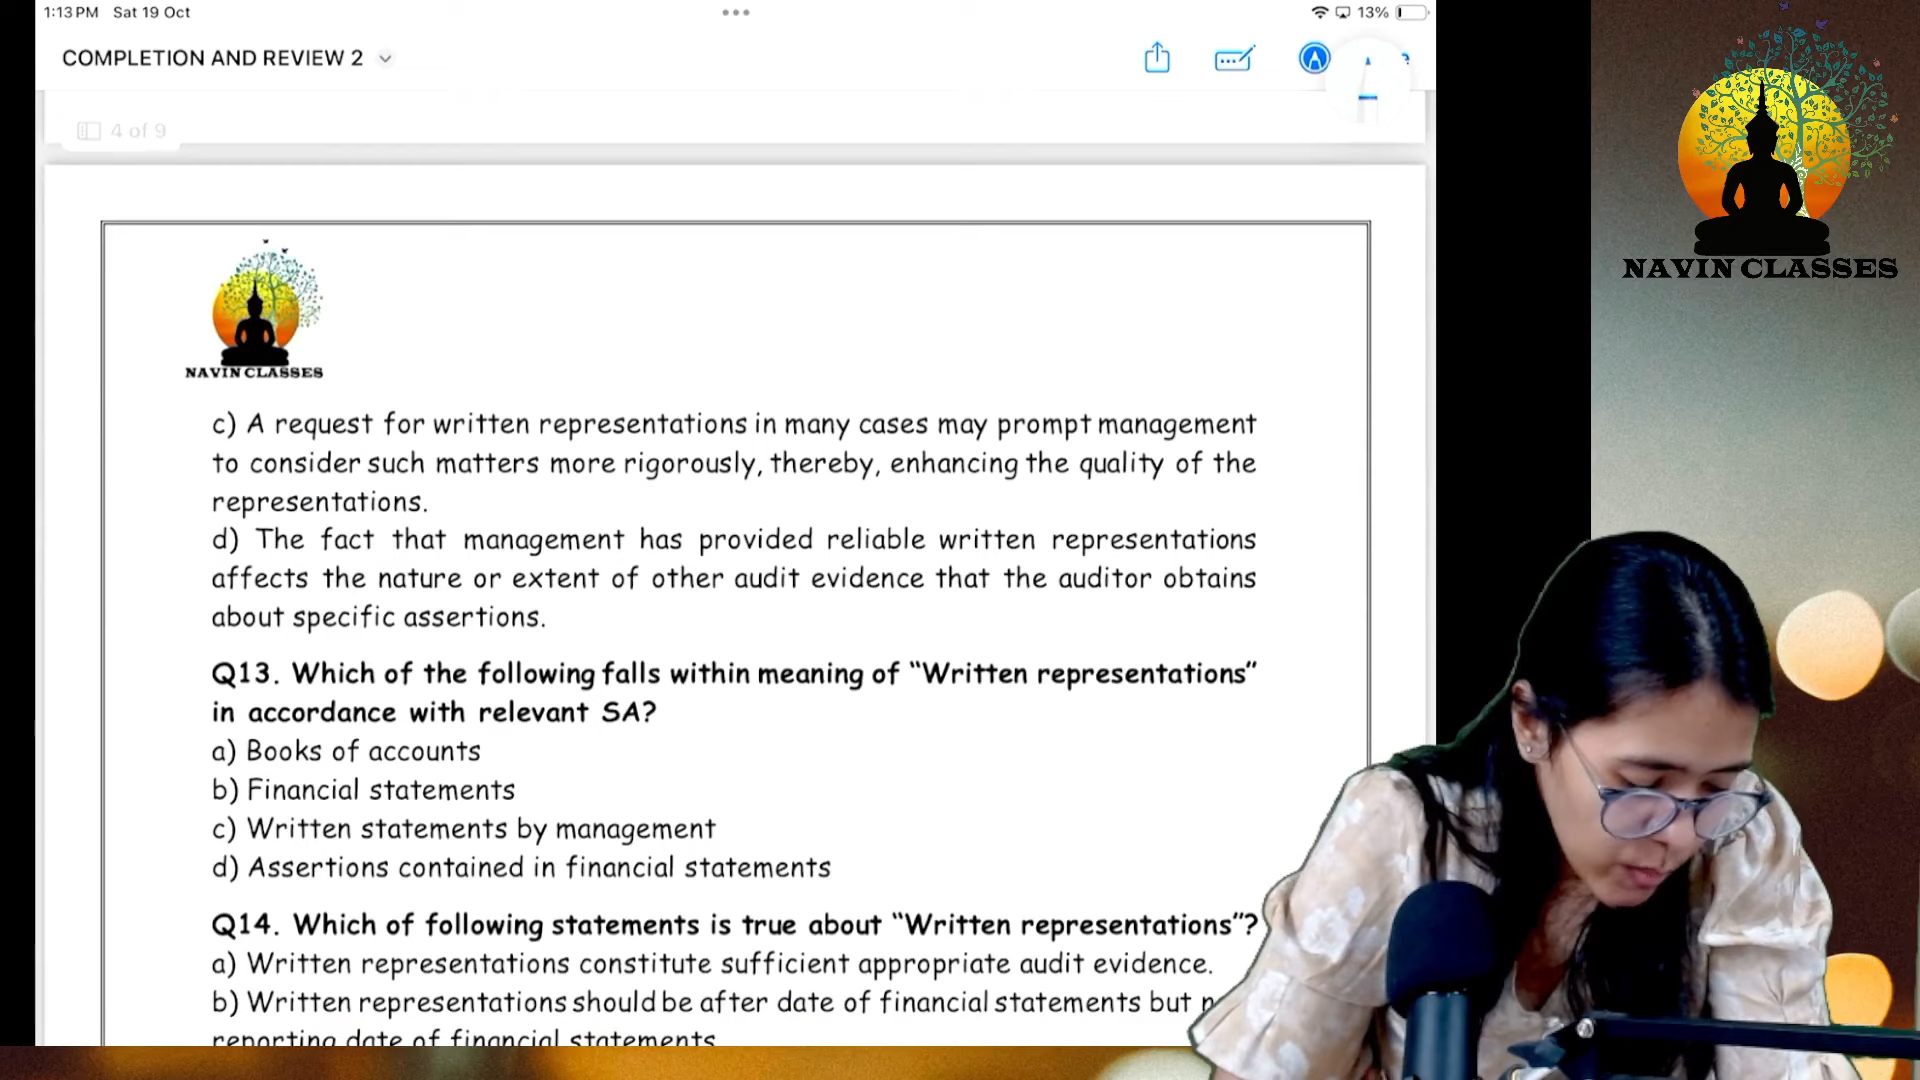 1:13 PM Sat 19 Oct
13%
COMPLETION AND REVIEW 2
4 of 9
NAVIN CLASSES
NAVIN CLASSES
c) A request for written representations in many cases may prompt management
to consider such matters more rigorously, thereby, enhancing the quality of the
representations.
d) The fact that management has provided reliable written representations
affects the nature or extent of other audit evidence that the auditor obtains
about specific assertions.
Q13. Which of the following falls within meaning of “Written representations”
in accordance with relevant SA?
a) Books of accounts
b) Financial statements
c) Written statements by management
d) Assertions contained in financial statements
Q14. Which of following statements is true about “Written representations”?
a) Written representations constitute sufficient appropriate audit evidence.
b) Written representations should be after date of financial statements but
reporting date of financial statements